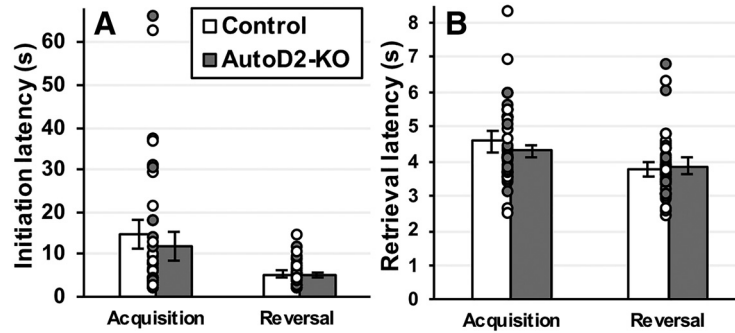 A
Control
AutoD2-KO
Initiation latency (s)
60
50
40
30
20
10
0
Acquisition
Reversal
B
Retrieval latency (s)
8
7
6
5
4
3
2
1
0
Acquisition
Reversal